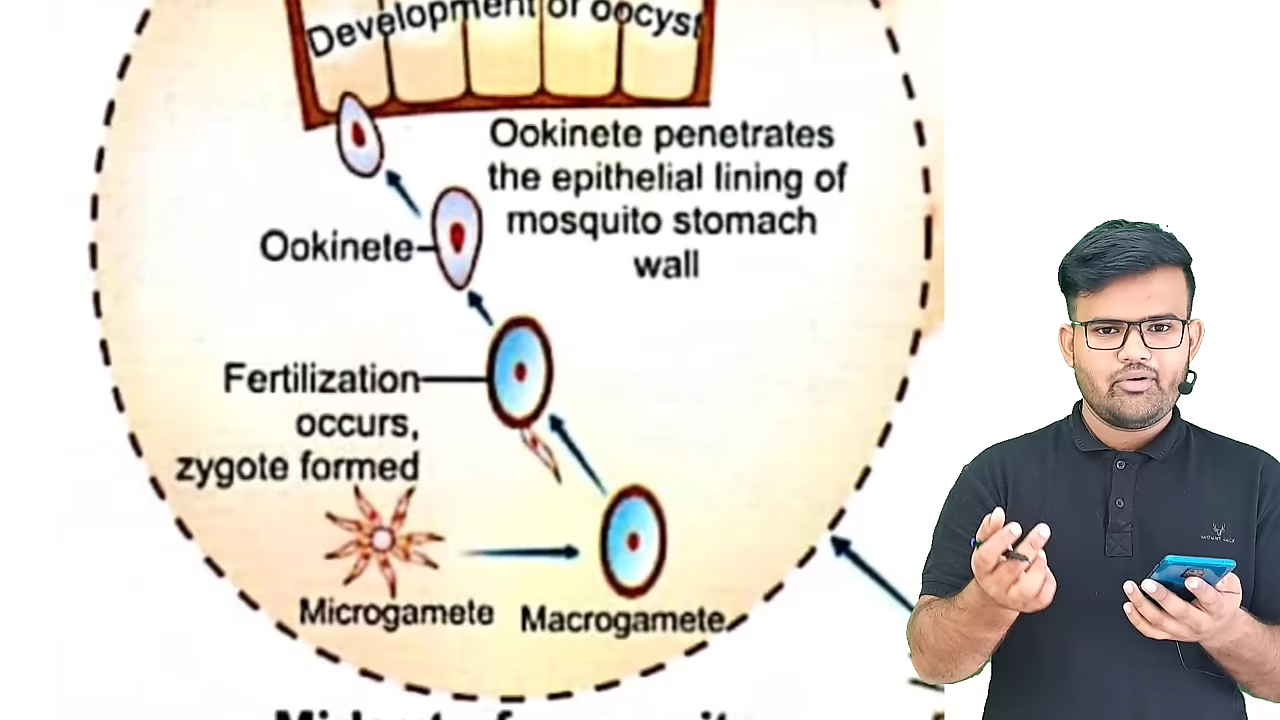 Development of oocyst
Ookinete penetrates
the epithelial lining of
mosquito stomach
wall
Ookinete
Fertilization
occurs,
zygote formed
Microgamete
Macrogamete